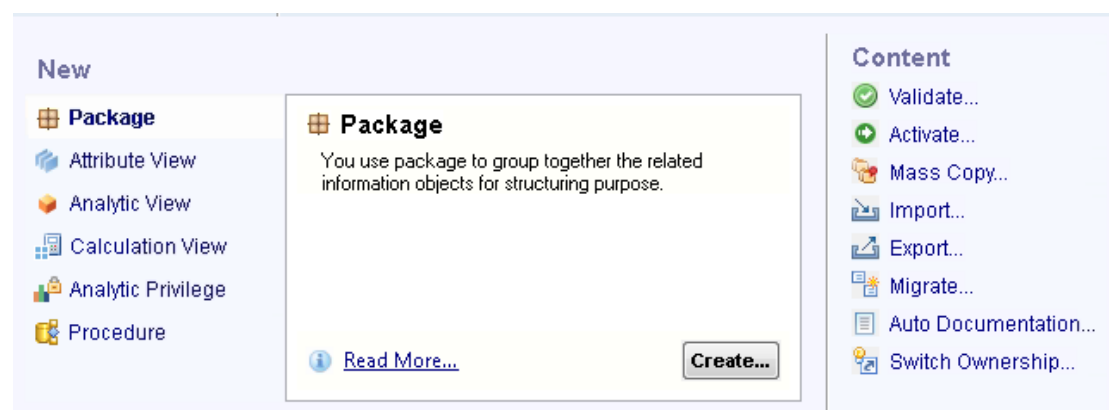 New
Package
Attribute View
Analytic View
Calculation View
Analytic Privilege
Procedure
Package
You use package to group together the related
information objects for structuring purpose.
Read More...
Create...
Content
Validate...
Activate...
Mass Copy...
Import...
Export...
Migrate...
Auto Documentation...
Switch Ownership...